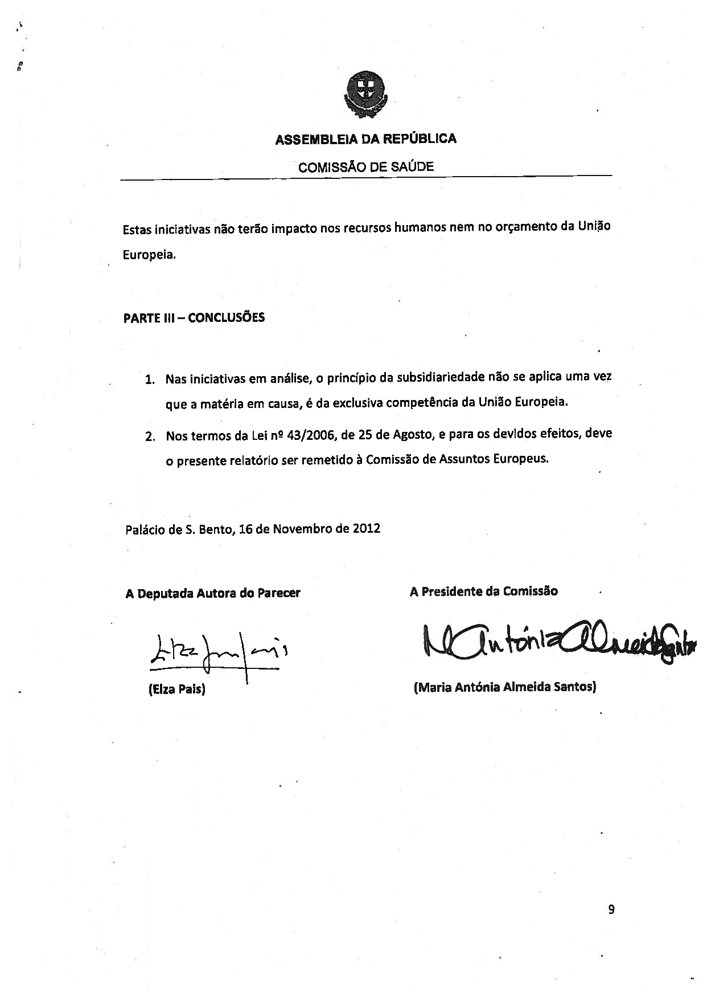 ASSEMBLEIA DA REPÚBLICA
COMISSÃO DE SAÚDE
Estas iniciativas não terão impacto nos recursos humanos nem no orçamento da União
Europeia.
PARTE III – CONCLUSÕES
1. Nas iniciativas em análise, o princípio da subsidiariedade não se aplica uma vez
que a matéria em causa, é da exclusiva competência da União Europeia.
2. Nos termos da Lei nº 43/2006, de 25 de Agosto, e para os devidos efeitos, deve
o presente relatório ser remetido à Comissão de Assuntos Europeus.
Palácio de S. Bento, 16 de Novembro de 2012
A Deputada Autora do Parecer
A Presidente da Comissão
M Antónia Almeida Santos
(Elza Pais)
(Maria Antónia Almeida Santos)
9